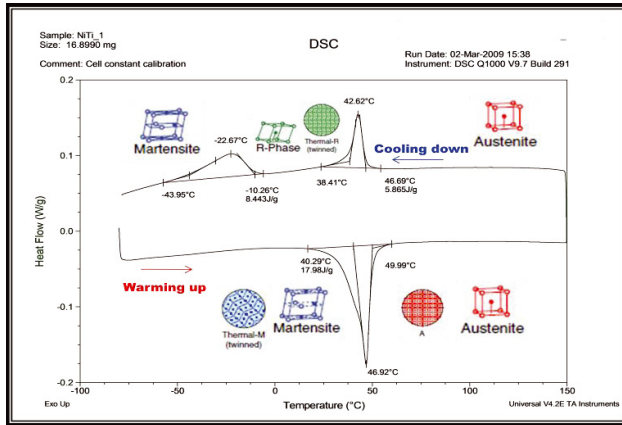 Sample: NiTi_1
Size: 16.8990 mg
DSC
Run Date: 02-Mar-2009 15:38
Comment: Cell constant calibration
Instrument: DSC Q1000 V9.7 Build 291
0.2
0.1
0.0
-0.1
-0.2
Heat Flow (W/g)
Martensite
-22.67°C
R-Phase
Thermal-R
(twinned)
42.62°C
Austenite
Cooling down
-43.95°C
-10.26°C
8.443J/g
38.41°C
46.69°C
5.865J/g
Warming up
40.29°C
17.98J/g
49.99°C
Thermal-M
(twinned)
Martensite
A
Austenite
46.92°C
-100
-50
0
50
100
150
Exo Up
Temperature (°C)
Universal V4.2E TA Instruments